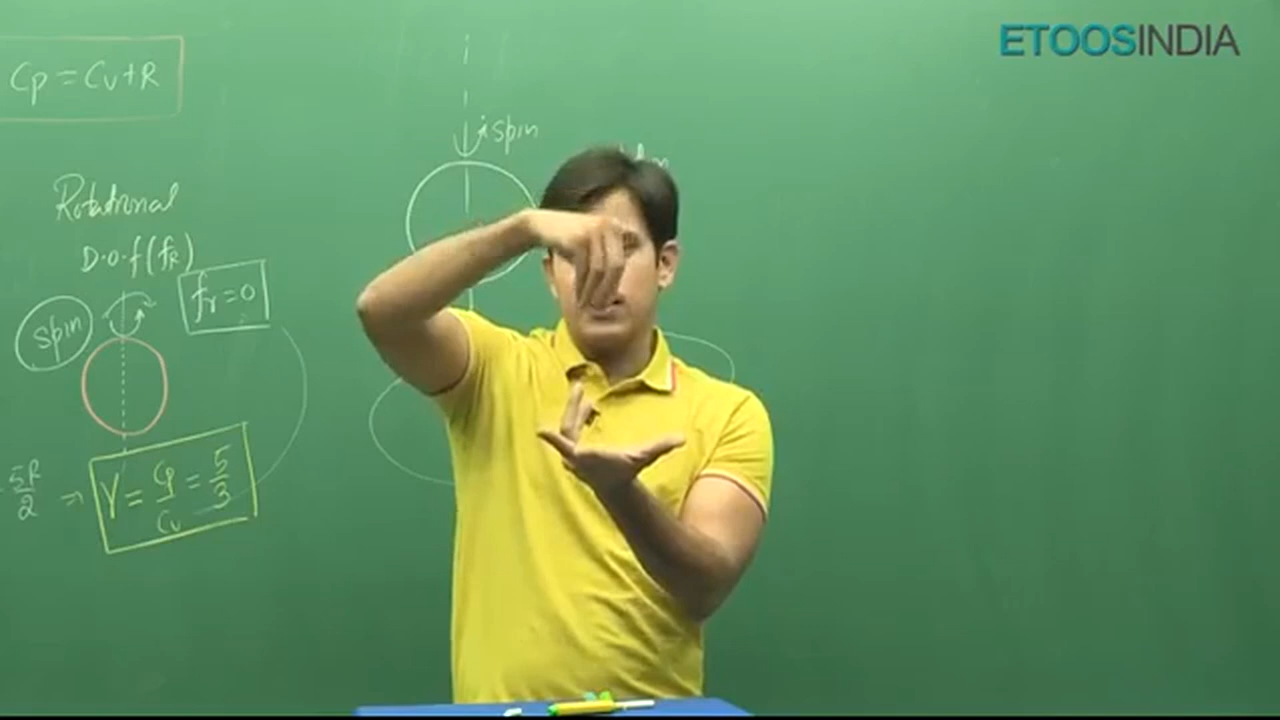 ETOOSINDIA
Cp = Cv + R
spin
Rotational
D.O.f (fR)
fr = 0
spin
5R/2 ⇒ γ = Cp/Cv = 5/3